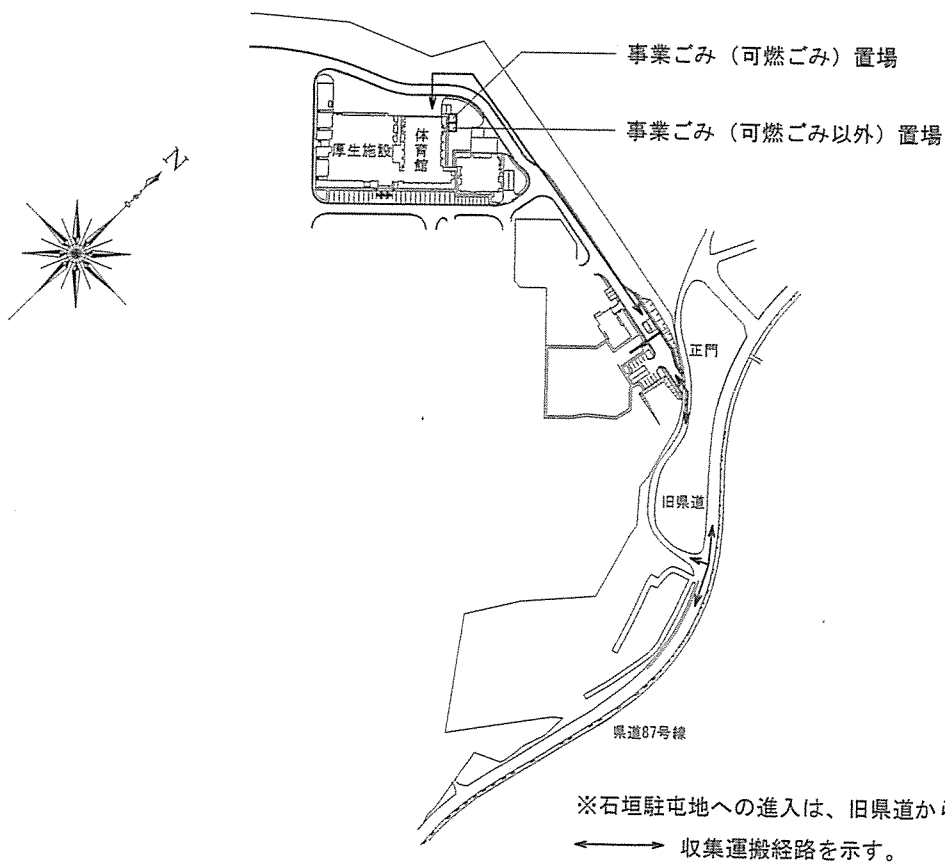 事業ごみ（可燃ごみ）置場
事業ごみ（可燃ごみ以外）置場
厚生施設
体育館
N
正門
旧県道
県道87号線
※石垣駐屯地への進入は、旧県道から
収集運搬経路を示す。